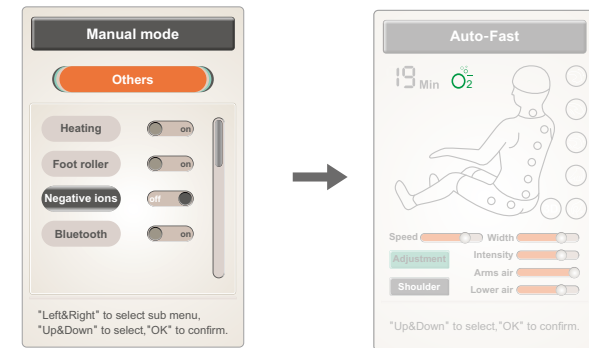 Manual mode
Others
Heating on
Foot roller on
Negative ions off
Bluetooth on
"Left&Right" to select sub menu,
"Up&Down" to select,"OK" to confirm.
Auto-Fast
19 Min O2
Speed Width
Adjustment Intensity
Arms air
Shoulder Lower air
"Up&Down" to select,"OK" to confirm.